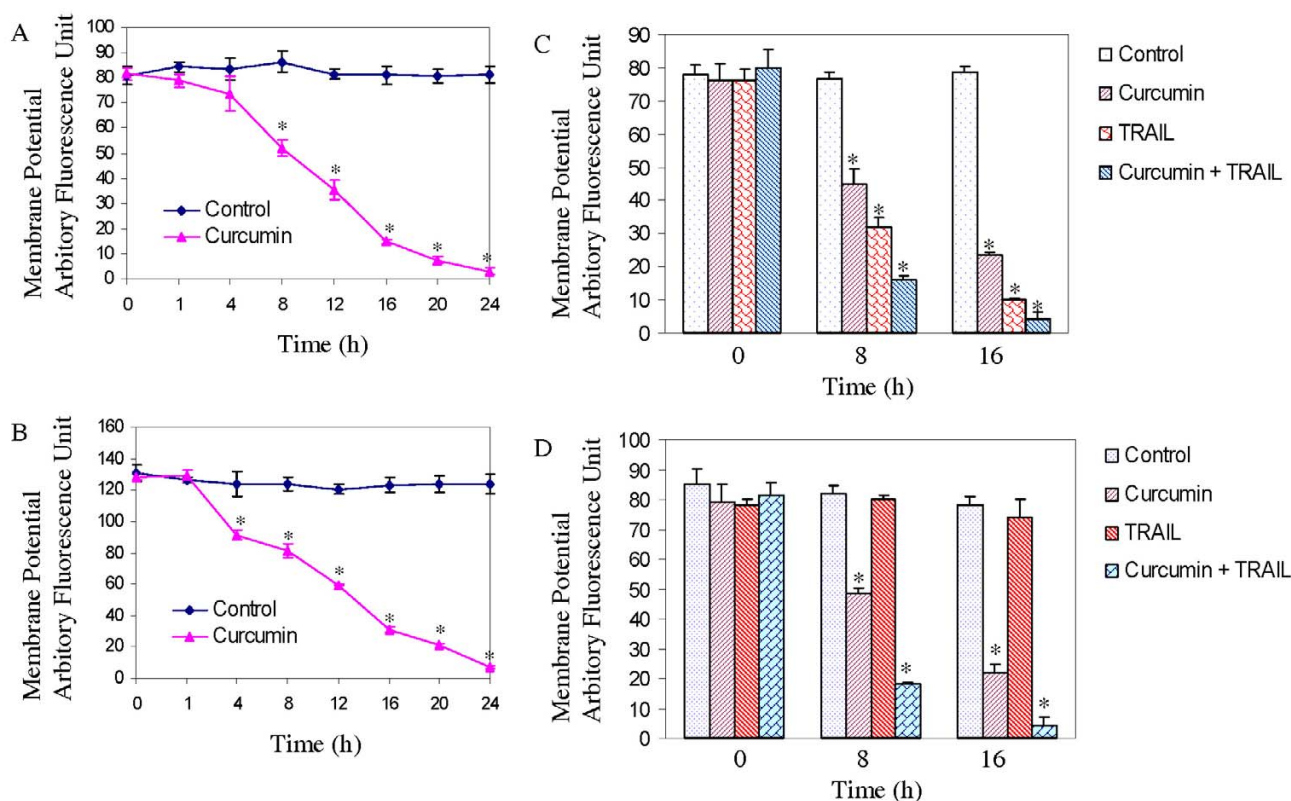 A
Membrane Potential
Arbitory Fluorescence Unit
100
90
80
70
60
50
40
30
20
10
0
*
*
*
*
*
Control
Curcumin
0 1 4 8 12 16 20 24
Time (h)
C
Membrane Potential
Arbitory Fluorescence Unit
90
80
70
60
50
40
30
20
10
0
* * *
* * *
0 8 16
Time (h)
Control
Curcumin
TRAIL
Curcumin + TRAIL
B
Membrane Potential
Arbitory Fluorescence Unit
160
140
120
100
80
60
40
20
0
*
*
*
*
*
*
Control
Curcumin
0 1 4 8 12 16 20 24
Time (h)
D
Membrane Potential
Arbitory Fluorescence Unit
100
90
80
70
60
50
40
30
20
10
0
* *
* *
0 8 16
Time (h)
Control
Curcumin
TRAIL
Curcumin + TRAIL